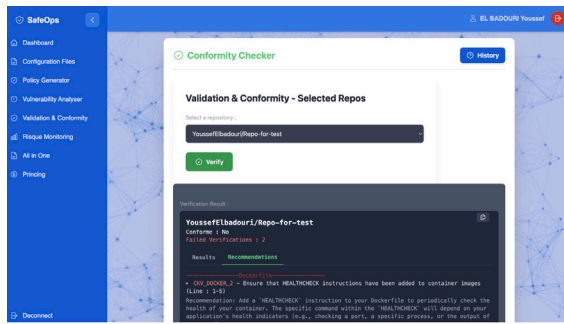 SafeOps
EL BADOURI Youssef
Dashboard
Configuration Files
Policy Generator
Vulnerability Analyser
Validation & Conformity
Risque Monitoring
All in One
Princing
Deconnect
Conformity Checker
History
Validation & Conformity - Selected Repos
Select a repository :
YoussefElbadouri/Repo-for-test
Verify
Verification Result :
YoussefElbadouri/Repo-for-test
Conforme : No
Failed Verifications : 2
Results Recommendations
Dockerfile
CKV_DOCKER_2 – Ensure that HEALTHCHECK instructions have been added to container images
(Line : 1-5)
Recommendation: Add a `HEALTHCHECK` instruction to your Dockerfile to periodically check the
health of your container. The specific command within the `HEALTHCHECK` will depend on your
application's health indicators (e.g., checking a port, a specific process, or the output of